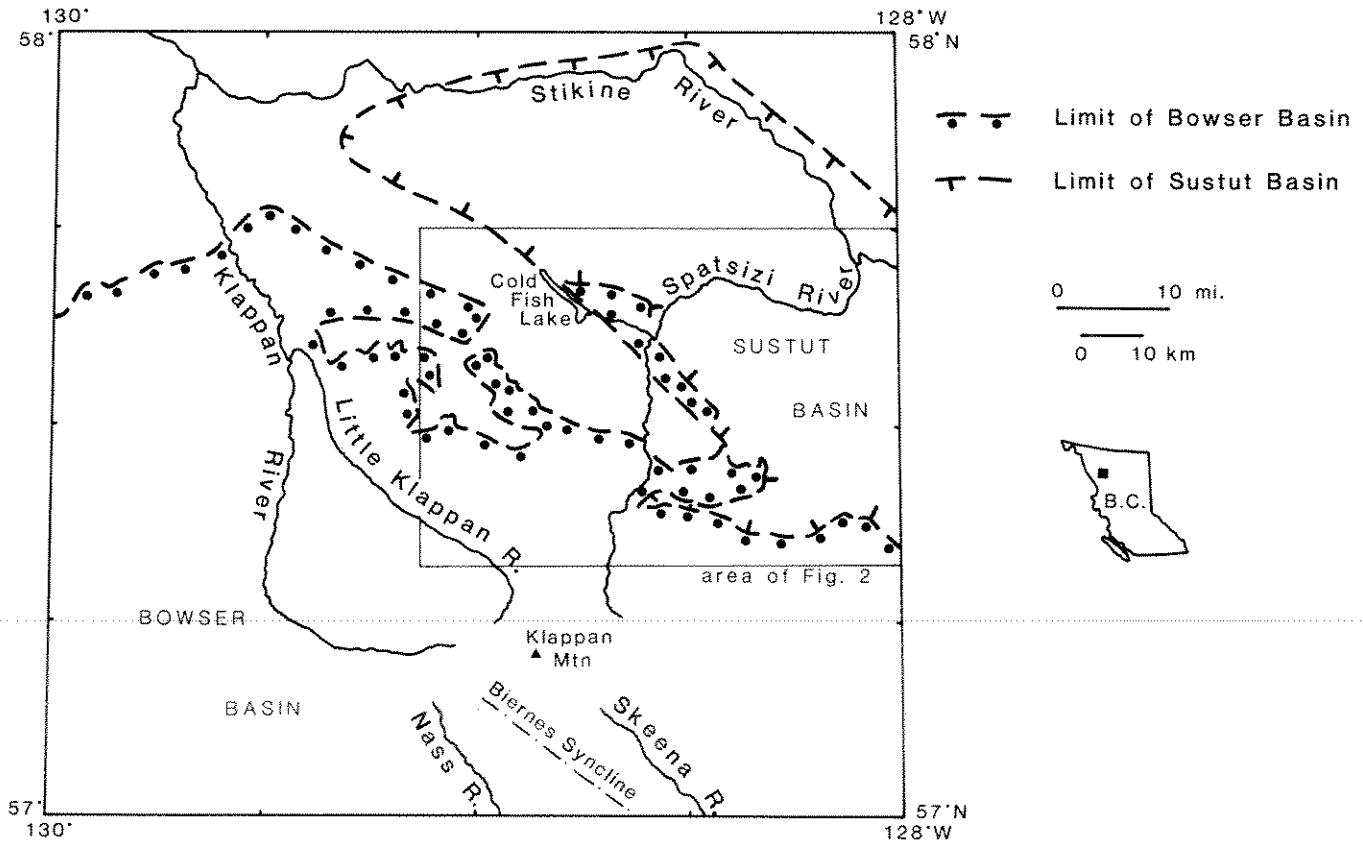 130°
128°W
58°
58°N
Stikine River
Limit of Bowser Basin
Limit of Sustut Basin
Klappan River
Cold
Fish
Lake
Spatsizi River
0 10 mi.
0 10 km
SUSTUT
BASIN
Little Klappan R.
B.C.
area of Fig. 2
BOWSER
BASIN
Klappan
Mtn
Nass R.
Biernes Syncline
Skeena R.
57°
57°N
130°
128°W